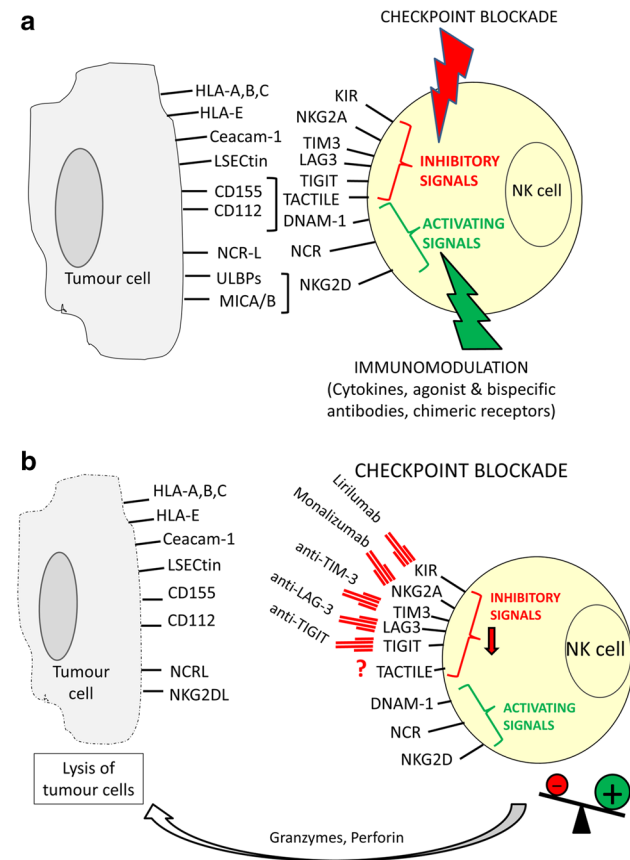 a
CHECKPOINT BLOCKADE
HLA-A,B,C
HLA-E
Ceacam-1
LSECtin
CD155
CD112
NCR-L
ULBPs
MICA/B
Tumour cell
KIR
NKG2A
TIM3
LAG3
TIGIT
TACTILE
DNAM-1
NCR
NKG2D
INHIBITORY
SIGNALS
ACTIVATING
SIGNALS
NK cell
IMMUNOMODULATION
(Cytokines, agonist & bispecific
antibodies, chimeric receptors)
b
CHECKPOINT BLOCKADE
HLA-A,B,C
HLA-E
Ceacam-1
LSECtin
CD155
CD112
NCRL
NKG2DL
Tumour
cell
Lysis of
tumour cells
Lirilumab
Monalizumab
anti-TIM-3
anti-LAG-3
anti-TIGIT
?
KIR
NKG2A
TIM3
LAG3
TIGIT
TACTILE
DNAM-1
NCR
NKG2D
INHIBITORY
SIGNALS
ACTIVATING
SIGNALS
NK cell
− +
Granzymes, Perforin